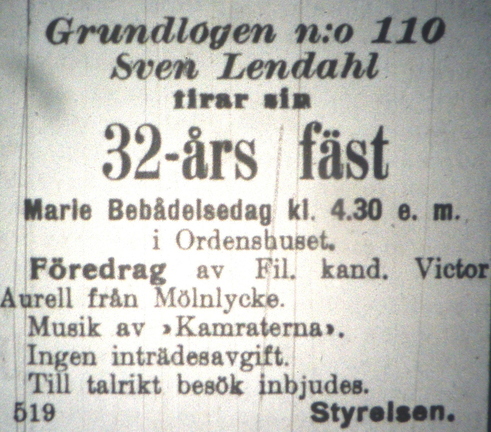 Grundlogen n:o 110
Sven Lendahl
firar sin
32-års fäst
Marie Bebådelsedag kl. 4.30 e. m.
i Ordenshuset.
Föredrag av Fil. kand. Victor
Aurell från Mölnlycke.
Musik av »Kamraterna».
Ingen inträdesavgift.
Till talrikt besök inbjudes.
519 Styrelsen.